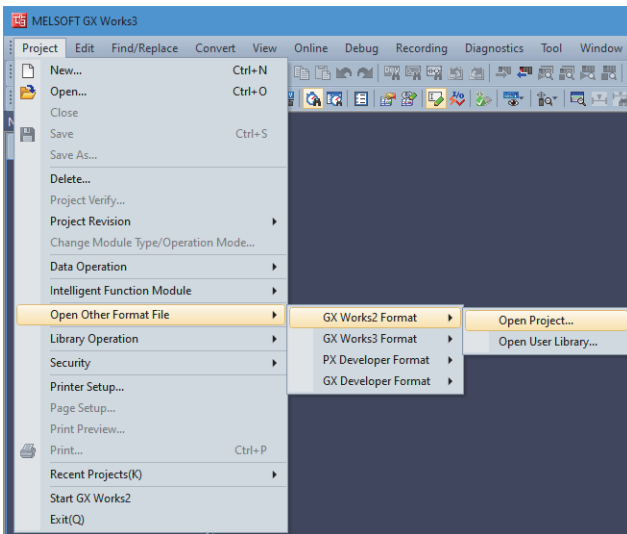 MELSOFT GX Works3
Project Edit Find/Replace Convert View Online Debug Recording Diagnostics Tool Window
New... Ctrl+N
Open... Ctrl+O
Close
Save Ctrl+S
Save As...
Delete...
Project Verify...
Project Revision
Change Module Type/Operation Mode...
Data Operation
Intelligent Function Module
Open Other Format File
GX Works2 Format
Open Project...
Library Operation
GX Works3 Format
Open User Library...
Security
PX Developer Format
Printer Setup...
GX Developer Format
Page Setup...
Print Preview...
Print... Ctrl+P
Recent Projects(K)
Start GX Works2
Exit(Q)